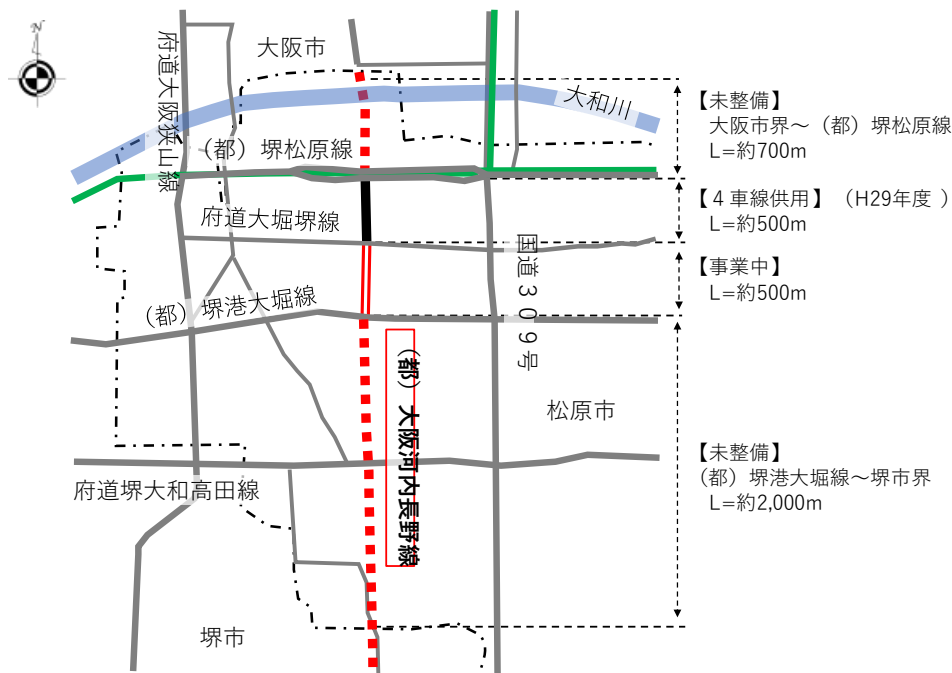 N
大阪市
府道大阪狭山線
大和川
(都)堺松原線
府道大堀堺線
国道309号
(都)堺港大堀線
(都)大阪河内長野線
松原市
府道堺大和高田線
堺市
【未整備】
大阪市界～(都)堺松原線
L=約700m
【4車線供用】(H29年度 )
L=約500m
【事業中】
L=約500m
【未整備】
(都)堺港大堀線～堺市界
L=約2,000m